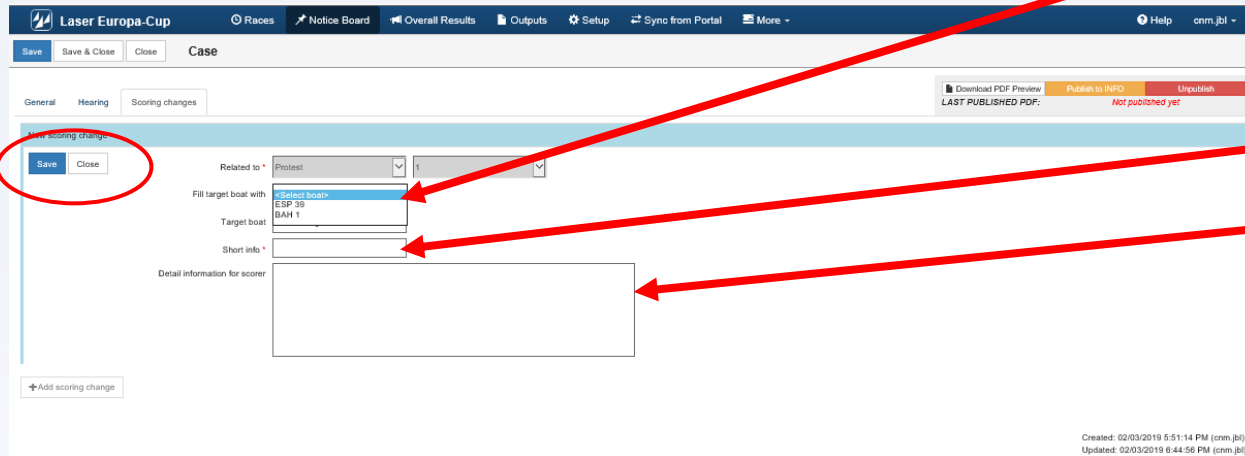 Laser Europa-Cup Races Notice Board Overall Results Outputs Setup Sync from Portal More Help cnm.jbl
Save Save & Close Close Case
Download PDF Preview Publish to INFO Unpublish
LAST PUBLISHED PDF: Not published yet
General Hearing Scoring changes
New scoring change
Save Close Related to * Protest 1
Fill target boat with <Select boat>
ESP 39
BAH 1
Target boat
Short info *
Detail information for scorer
+Add scoring change
Created: 02/03/2019 5:51:14 PM (cnm.jbl)
Updated: 02/03/2019 6:44:56 PM (cnm.jbl)